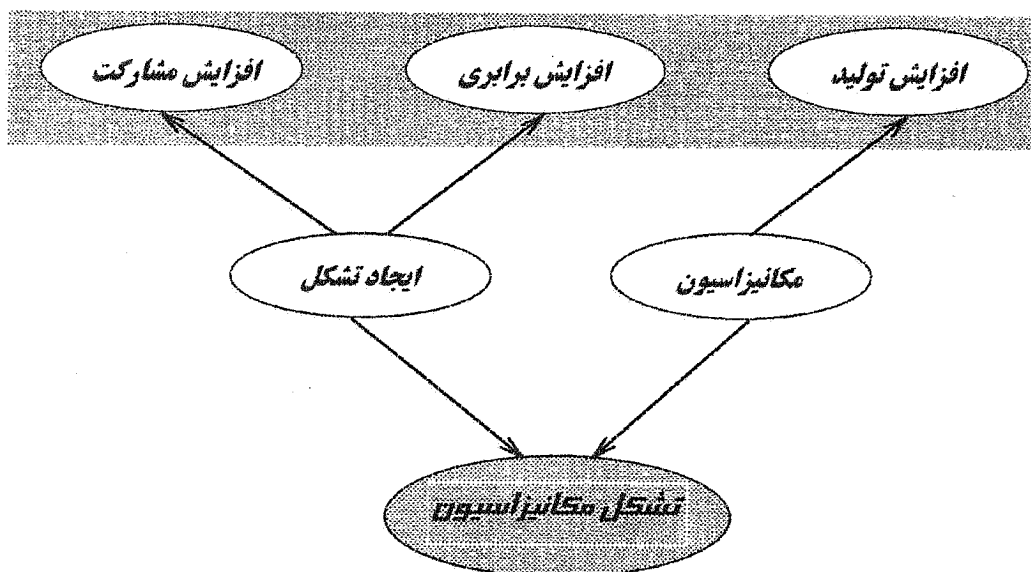 افزایش تولید
افزایش برابری
افزایش مشارکت
مکانیزاسیون
ایجاد تشکل
تشکل مکانیزاسیون